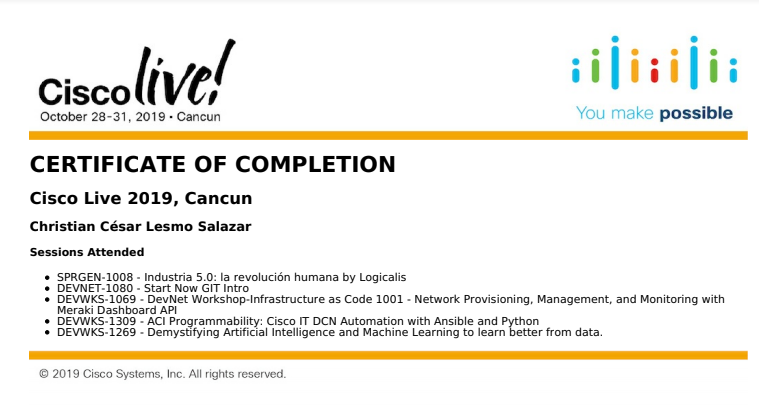 Cisco live!
October 28-31, 2019 • Cancun
You make possible
CERTIFICATE OF COMPLETION
Cisco Live 2019, Cancun
Christian César Lesmo Salazar
Sessions Attended
• SPRGEN-1008 - Industria 5.0: la revolución humana by Logicalis
• DEVNET-1080 - Start Now GIT Intro
• DEVWKS-1069 - DevNet Workshop-Infrastructure as Code 1001 - Network Provisioning, Management, and Monitoring with
Meraki Dashboard API
• DEVWKS-1309 - ACI Programmability: Cisco IT DCN Automation with Ansible and Python
• DEVWKS-1269 - Demystifying Artificial Intelligence and Machine Learning to learn better from data.
© 2019 Cisco Systems, Inc. All rights reserved.